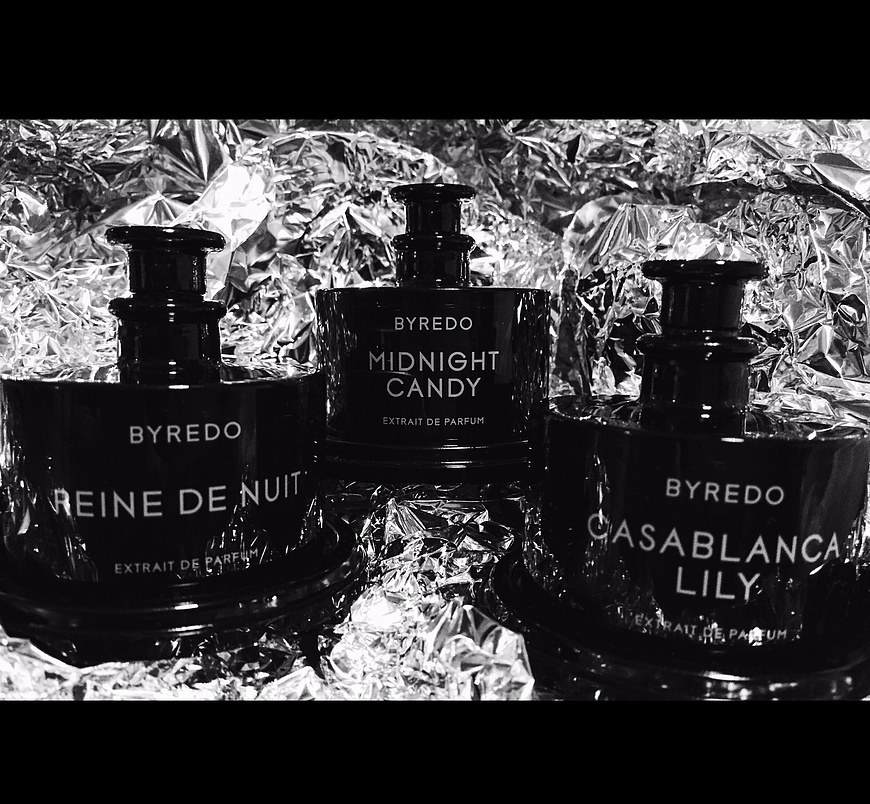 BYREDO
REINE DE NUIT
EXTRAIT DE PARFUM
BYREDO
MIDNIGHT
CANDY
EXTRAIT DE PARFUM
BYREDO
CASABLANCA
LILY
EXTRAIT DE PARFUM